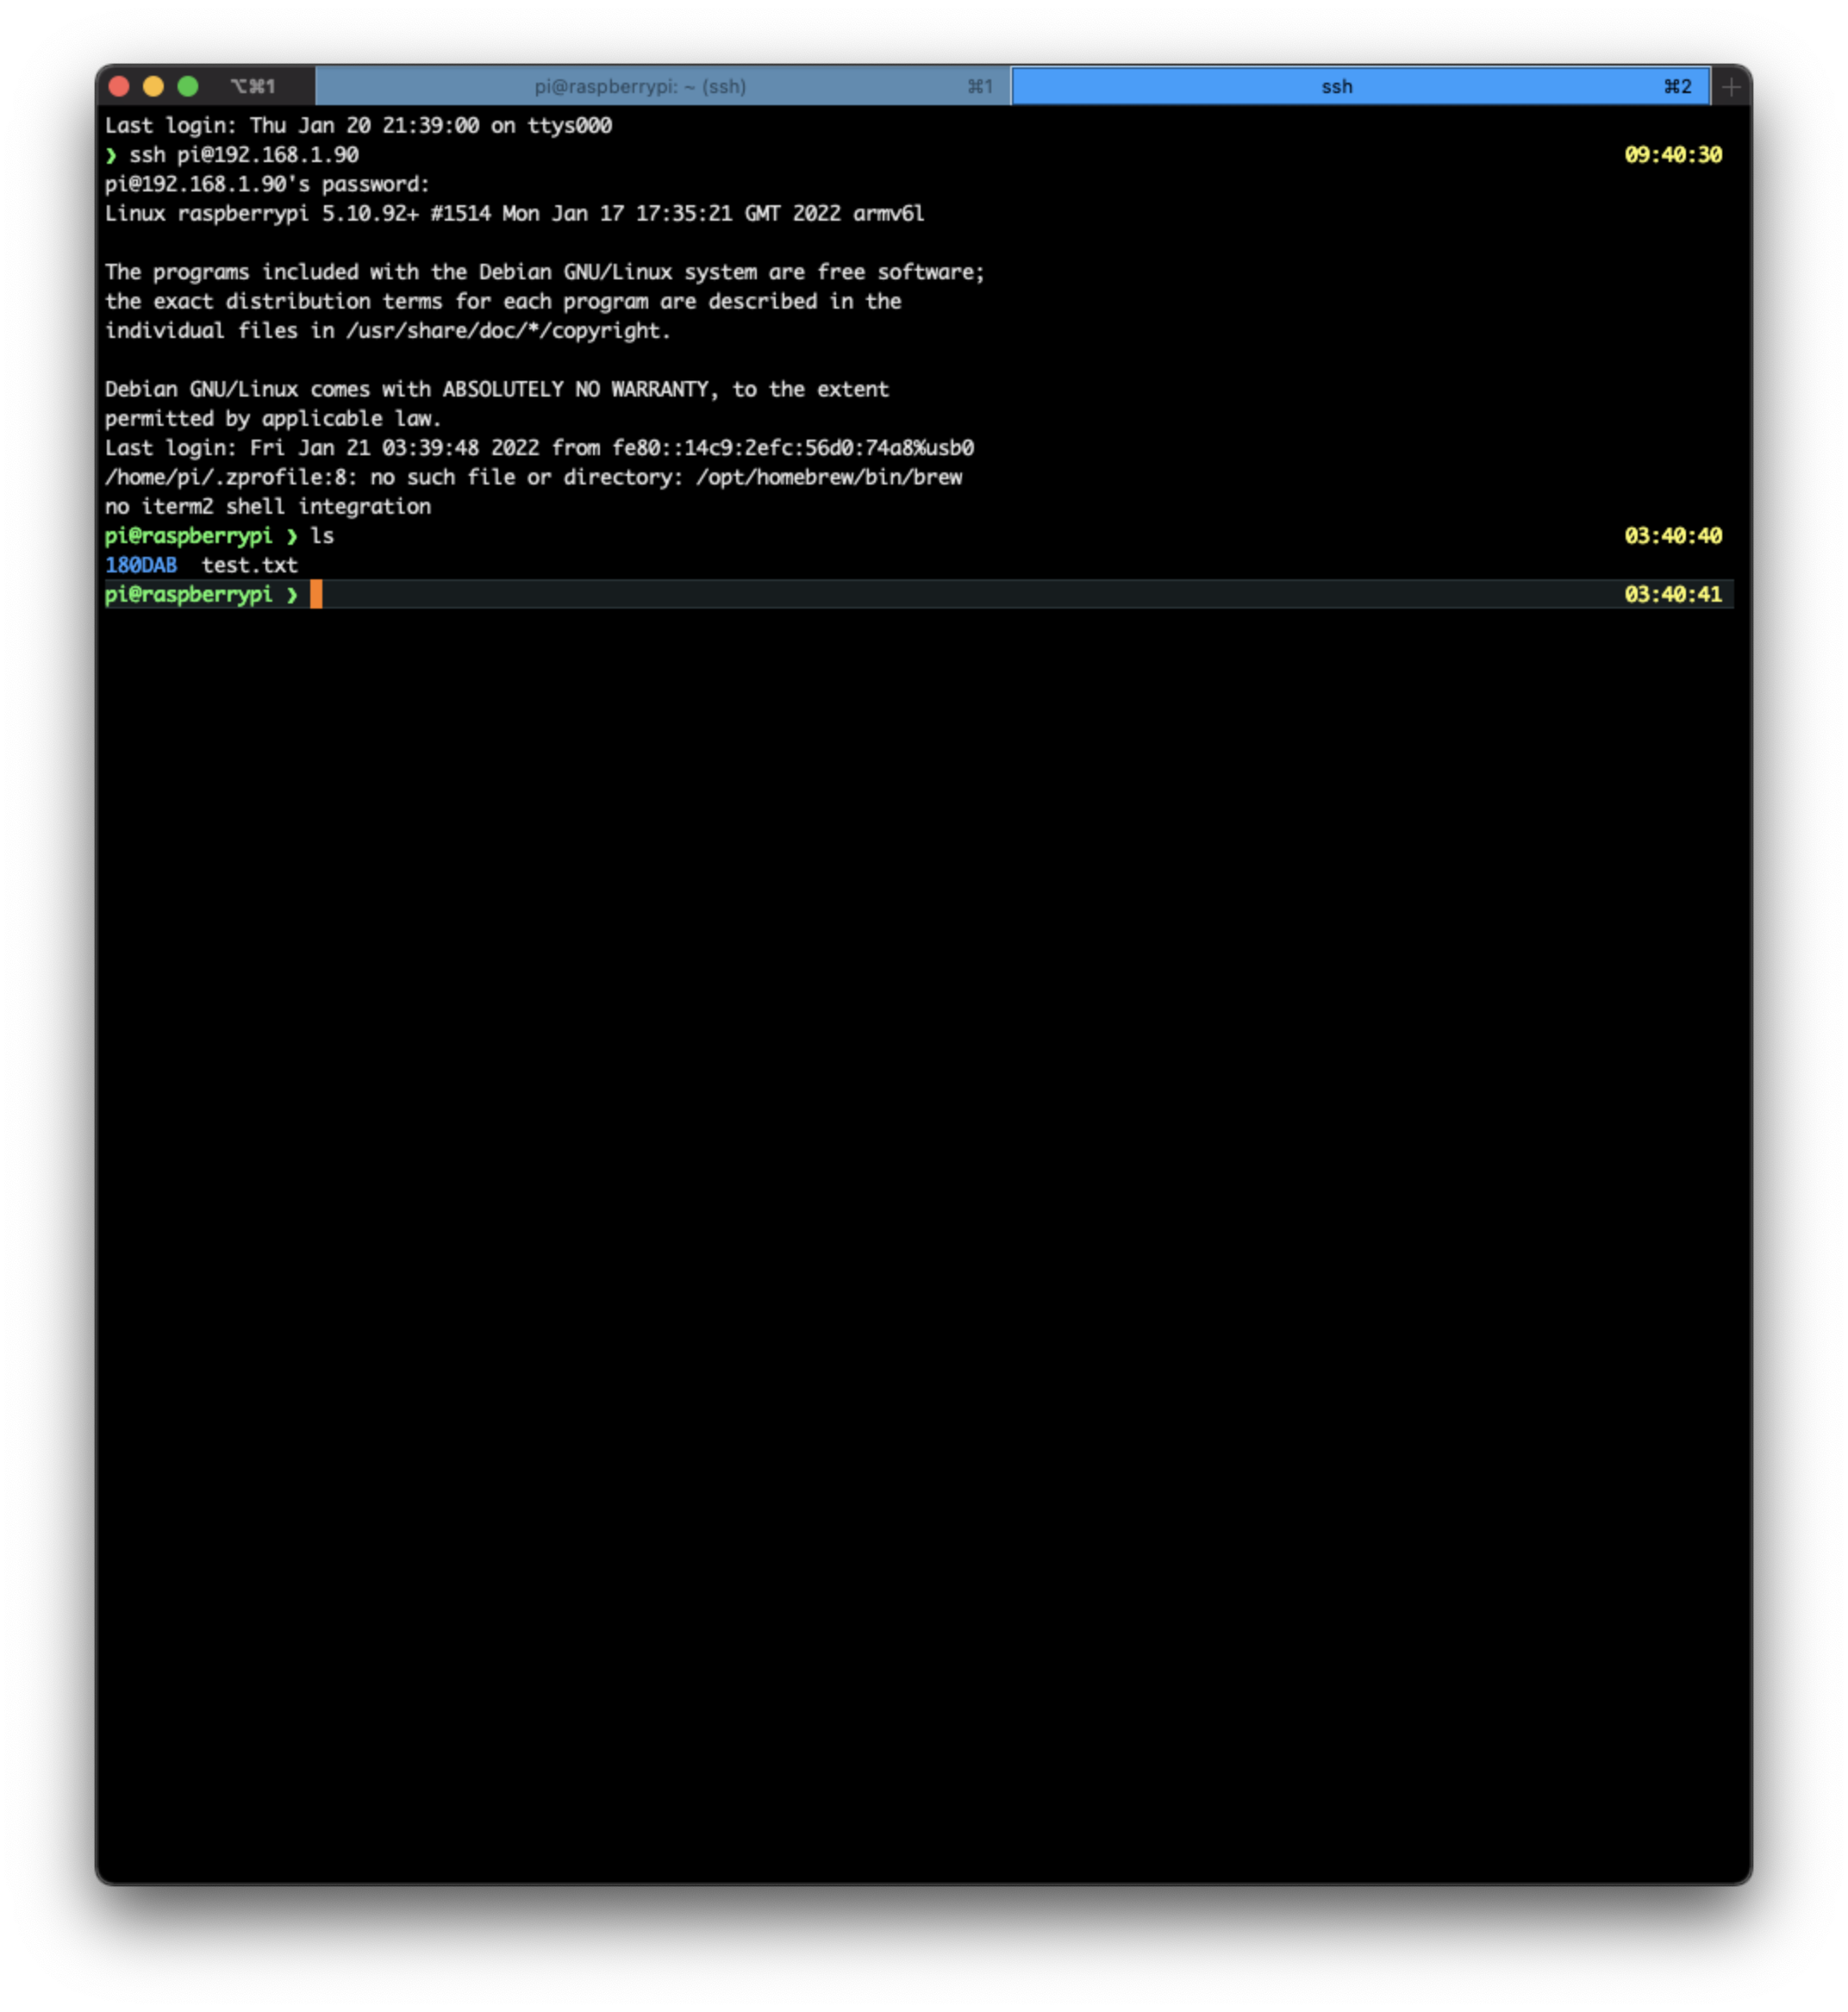 ⌥⌘1 pi@raspberrypi: ~ (ssh) ⌘1 ssh ⌘2 +
Last login: Thu Jan 20 21:39:00 on ttys000
❯ ssh pi@192.168.1.90 09:40:30
pi@192.168.1.90's password:
Linux raspberrypi 5.10.92+ #1514 Mon Jan 17 17:35:21 GMT 2022 armv6l
The programs included with the Debian GNU/Linux system are free software;
the exact distribution terms for each program are described in the
individual files in /usr/share/doc/*/copyright.
Debian GNU/Linux comes with ABSOLUTELY NO WARRANTY, to the extent
permitted by applicable law.
Last login: Fri Jan 21 03:39:48 2022 from fe80::14c9:2efc:56d0:74a8%usb0
/home/pi/.zprofile:8: no such file or directory: /opt/homebrew/bin/brew
no iterm2 shell integration
pi@raspberrypi ❯ ls 03:40:40
180DAB  test.txt
pi@raspberrypi ❯ 03:40:41